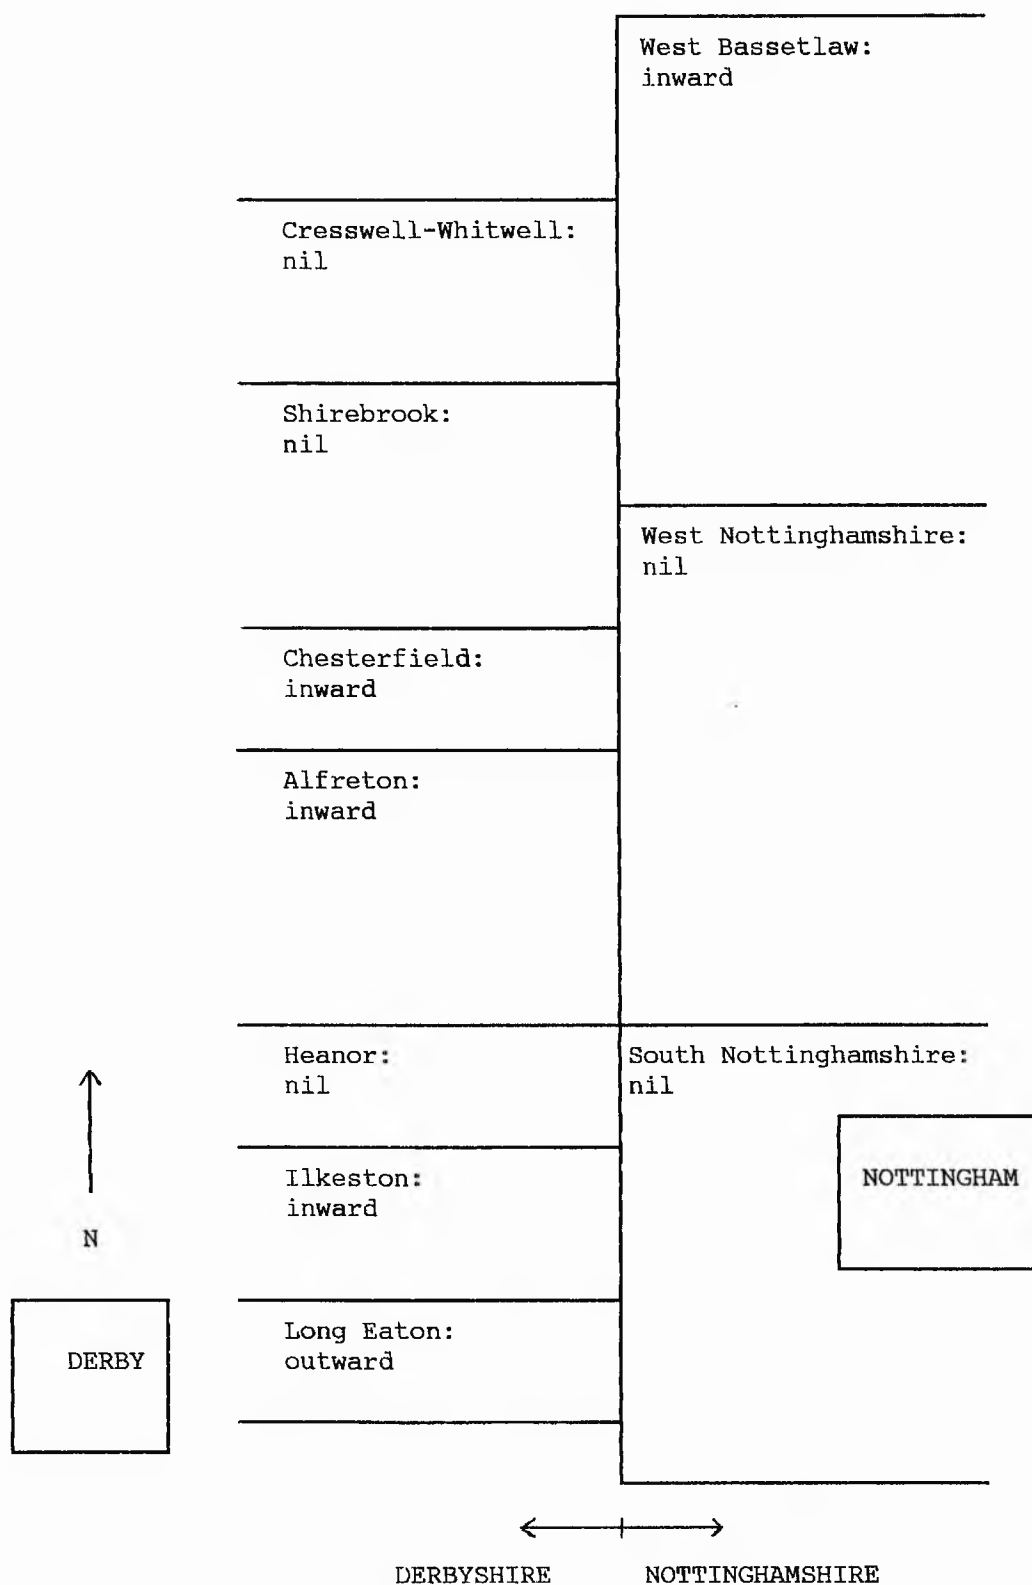 West Bassetlaw:
inward
Cresswell-Whitwell:
nil
Shirebrook:
nil
West Nottinghamshire:
nil
Chesterfield:
inward
Alfreton:
inward
Heanor:
nil
South Nottinghamshire:
nil
NOTTINGHAM
Ilkeston:
inward
N
Long Eaton:
outward
DERBY
DERBYSHIRE
NOTTINGHAMSHIRE